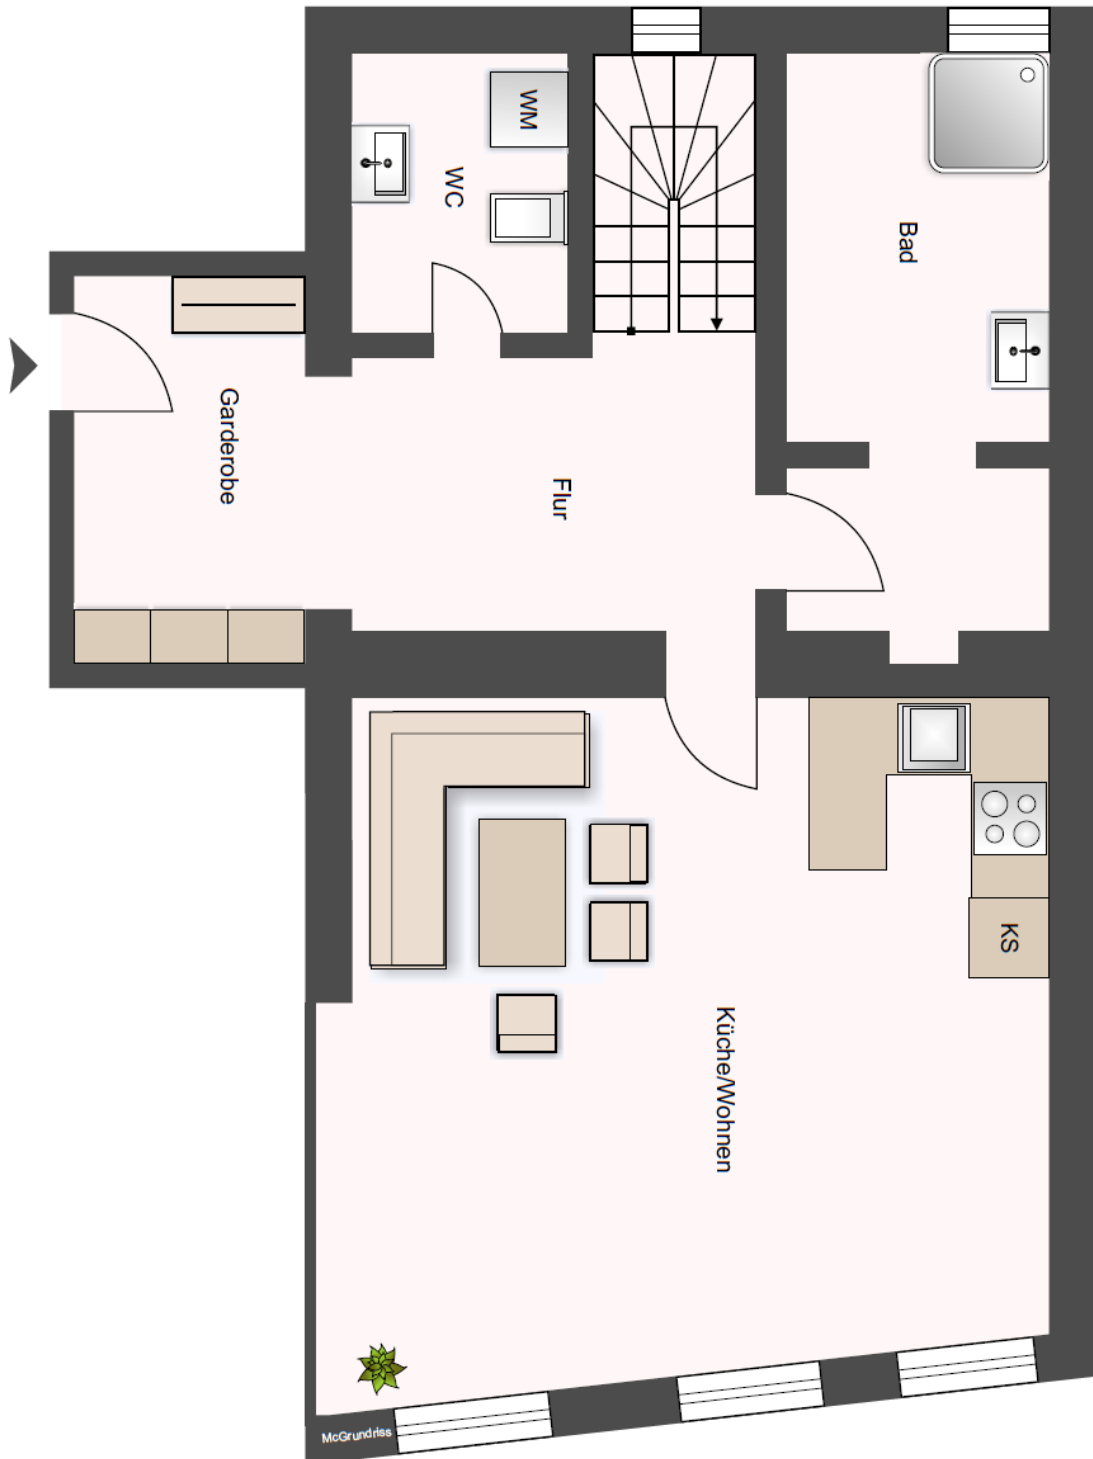 WM
WC
Bad
Garderobe
Flur
KS
Küche/Wohnen
McGrundriss